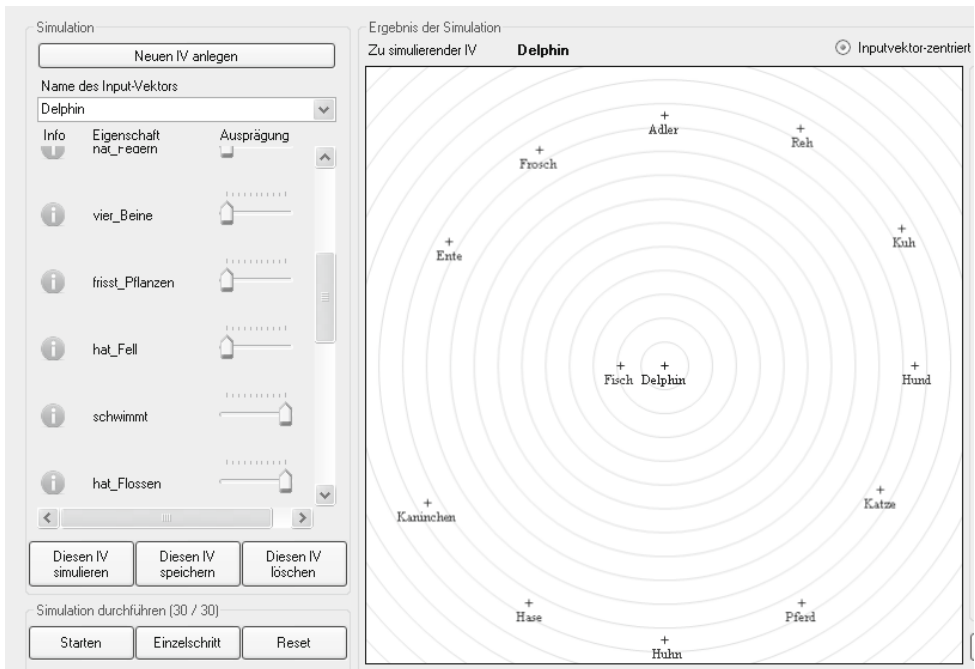 Simulation
Neuen IV anlegen
Name des Input-Vektors
Delphin
Info Eigenschaft Ausprägung
hat_Federn
vier_Beine
frisst_Pflanzen
hat_Fell
schwimmt
hat_Flossen
Diesen IV simulieren
Diesen IV speichern
Diesen IV löschen
Simulation durchführen (30 / 30)
Starten Einzelschritt Reset
Ergebnis der Simulation
Zu simulierender IV Delphin Inputvektor-zentriert
Adler
Reh
Frosch
Kuh
Ente
Fisch Delphin Hund
Katze
Kaninchen
Hase Pferd
Huhn